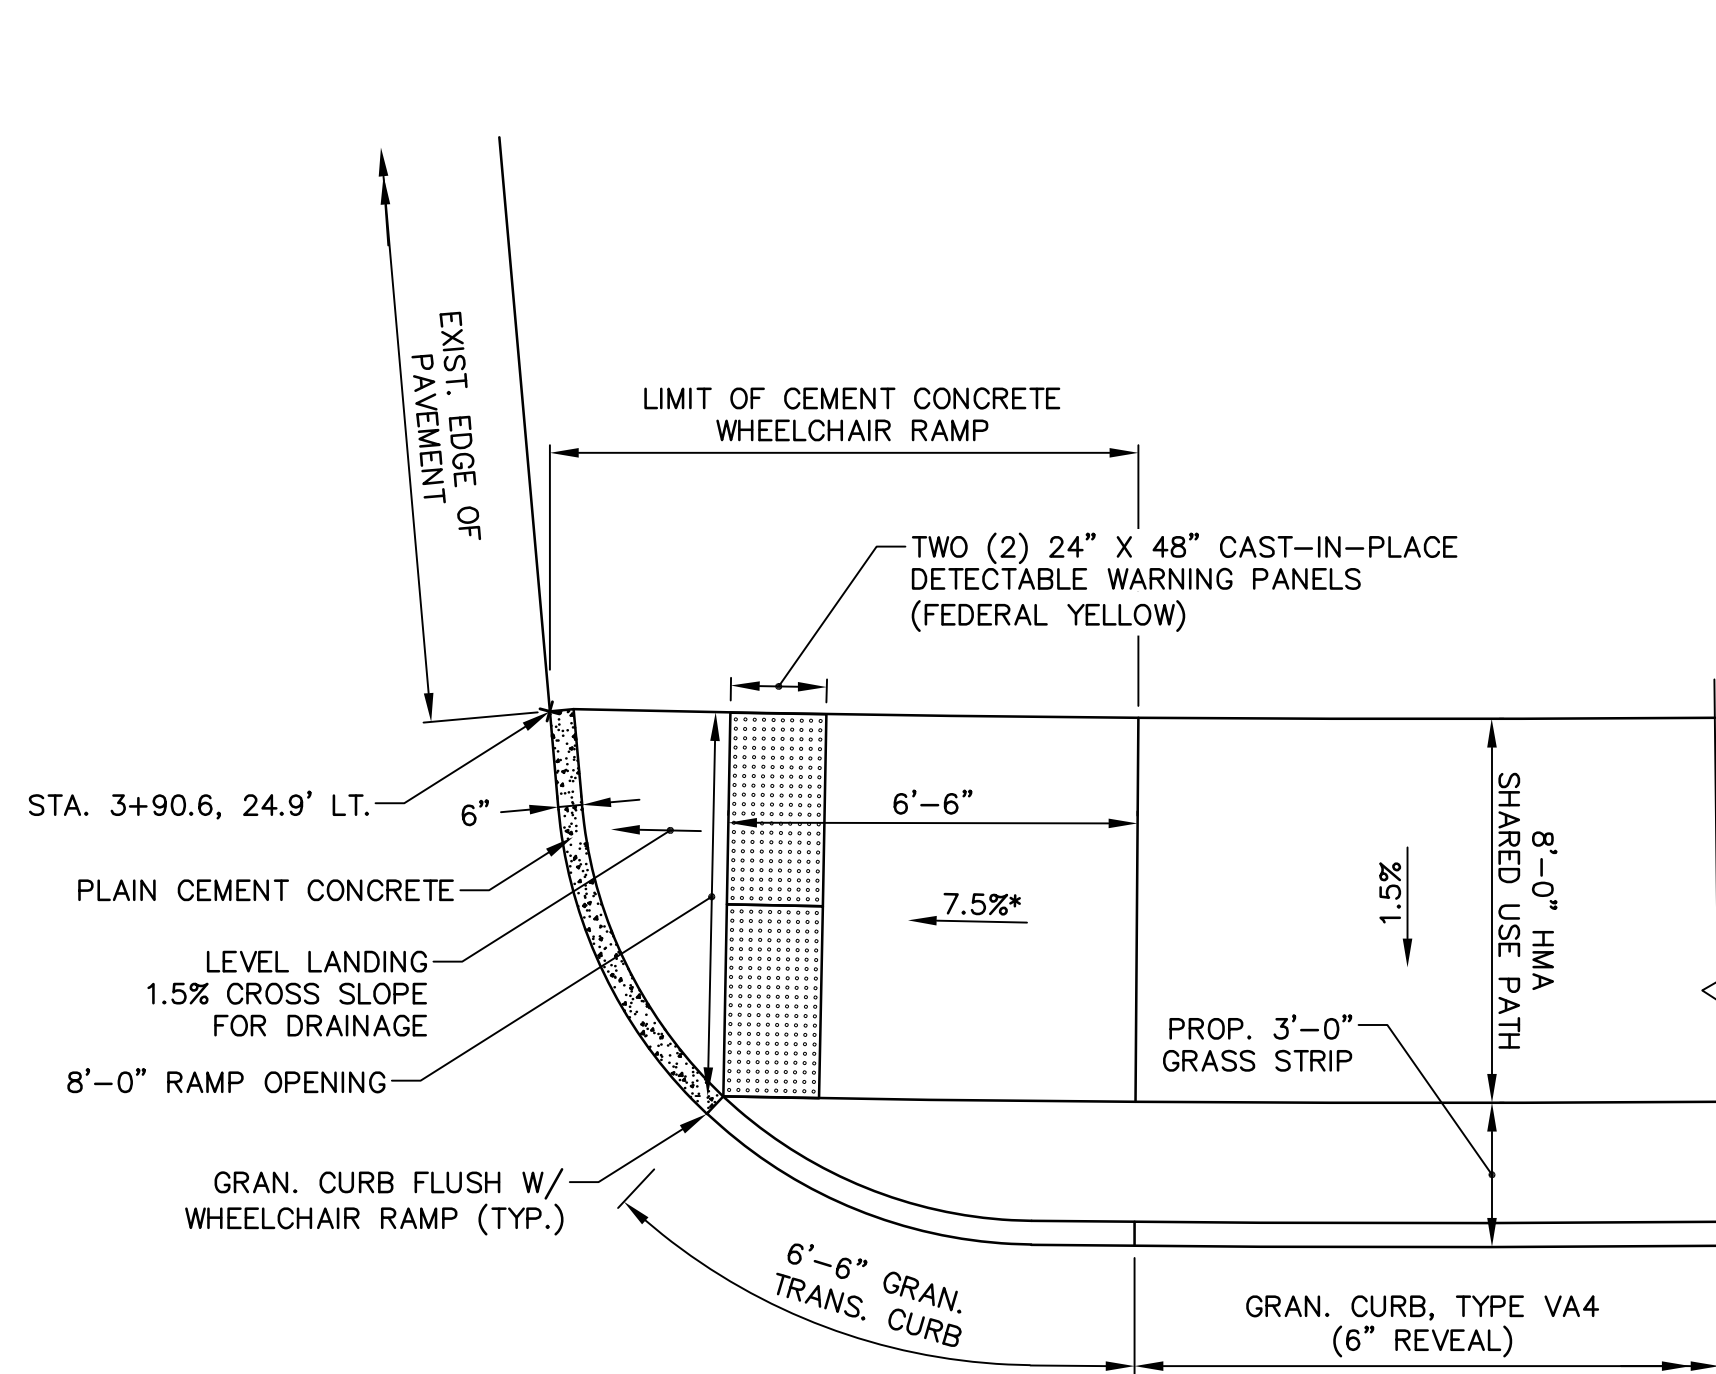 EXIST. EDGE OF
PAVEMENT
LIMIT OF CEMENT CONCRETE
WHEELCHAIR RAMP
TWO (2) 24” X 48” CAST–IN–PLACE
DETECTABLE WARNING PANELS
(FEDERAL YELLOW)
STA. 3+90.6, 24.9’ LT.
6”
6’–6”
PLAIN CEMENT CONCRETE
7.5%*
1.5%
8’–0” HMA
SHARED USE PATH
LEVEL LANDING
1.5% CROSS SLOPE
FOR DRAINAGE
8’–0” RAMP OPENING
PROP. 3’–0”
GRASS STRIP
GRAN. CURB FLUSH W/
WHEELCHAIR RAMP (TYP.)
6’–6” GRAN.
TRANS. CURB
GRAN. CURB, TYPE VA4
(6” REVEAL)